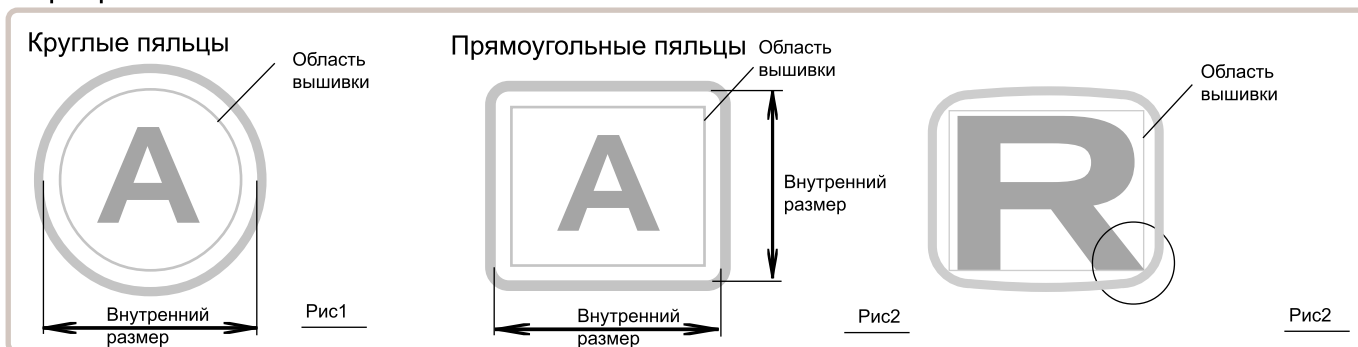 Круглые пяльцы
Область
вышивки
A
Внутренний
размер
Рис1
Прямоугольные пяльцы
Область
вышивки
A
Внутренний
размер
Внутренний
размер
Рис2
Область
вышивки
R
Рис2